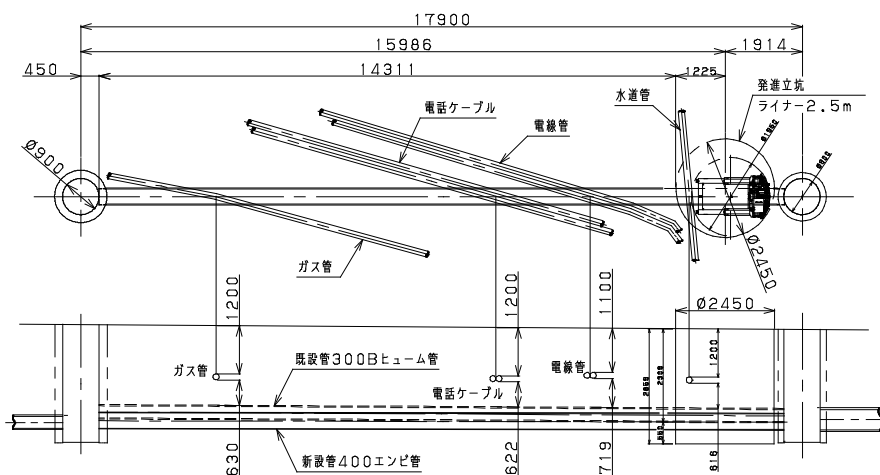 17900
15986
1914
450
14311
1225
発進立坑
ライナー2.5m
水道管
電話ケーブル
電線管
Ø900
Ø2450
ガス管
1200
1200
1100
Ø2450
1200
ガス管
既設管300Bヒューム管
電線管
電話ケーブル
新設管400エンビ管
630
622
719
616